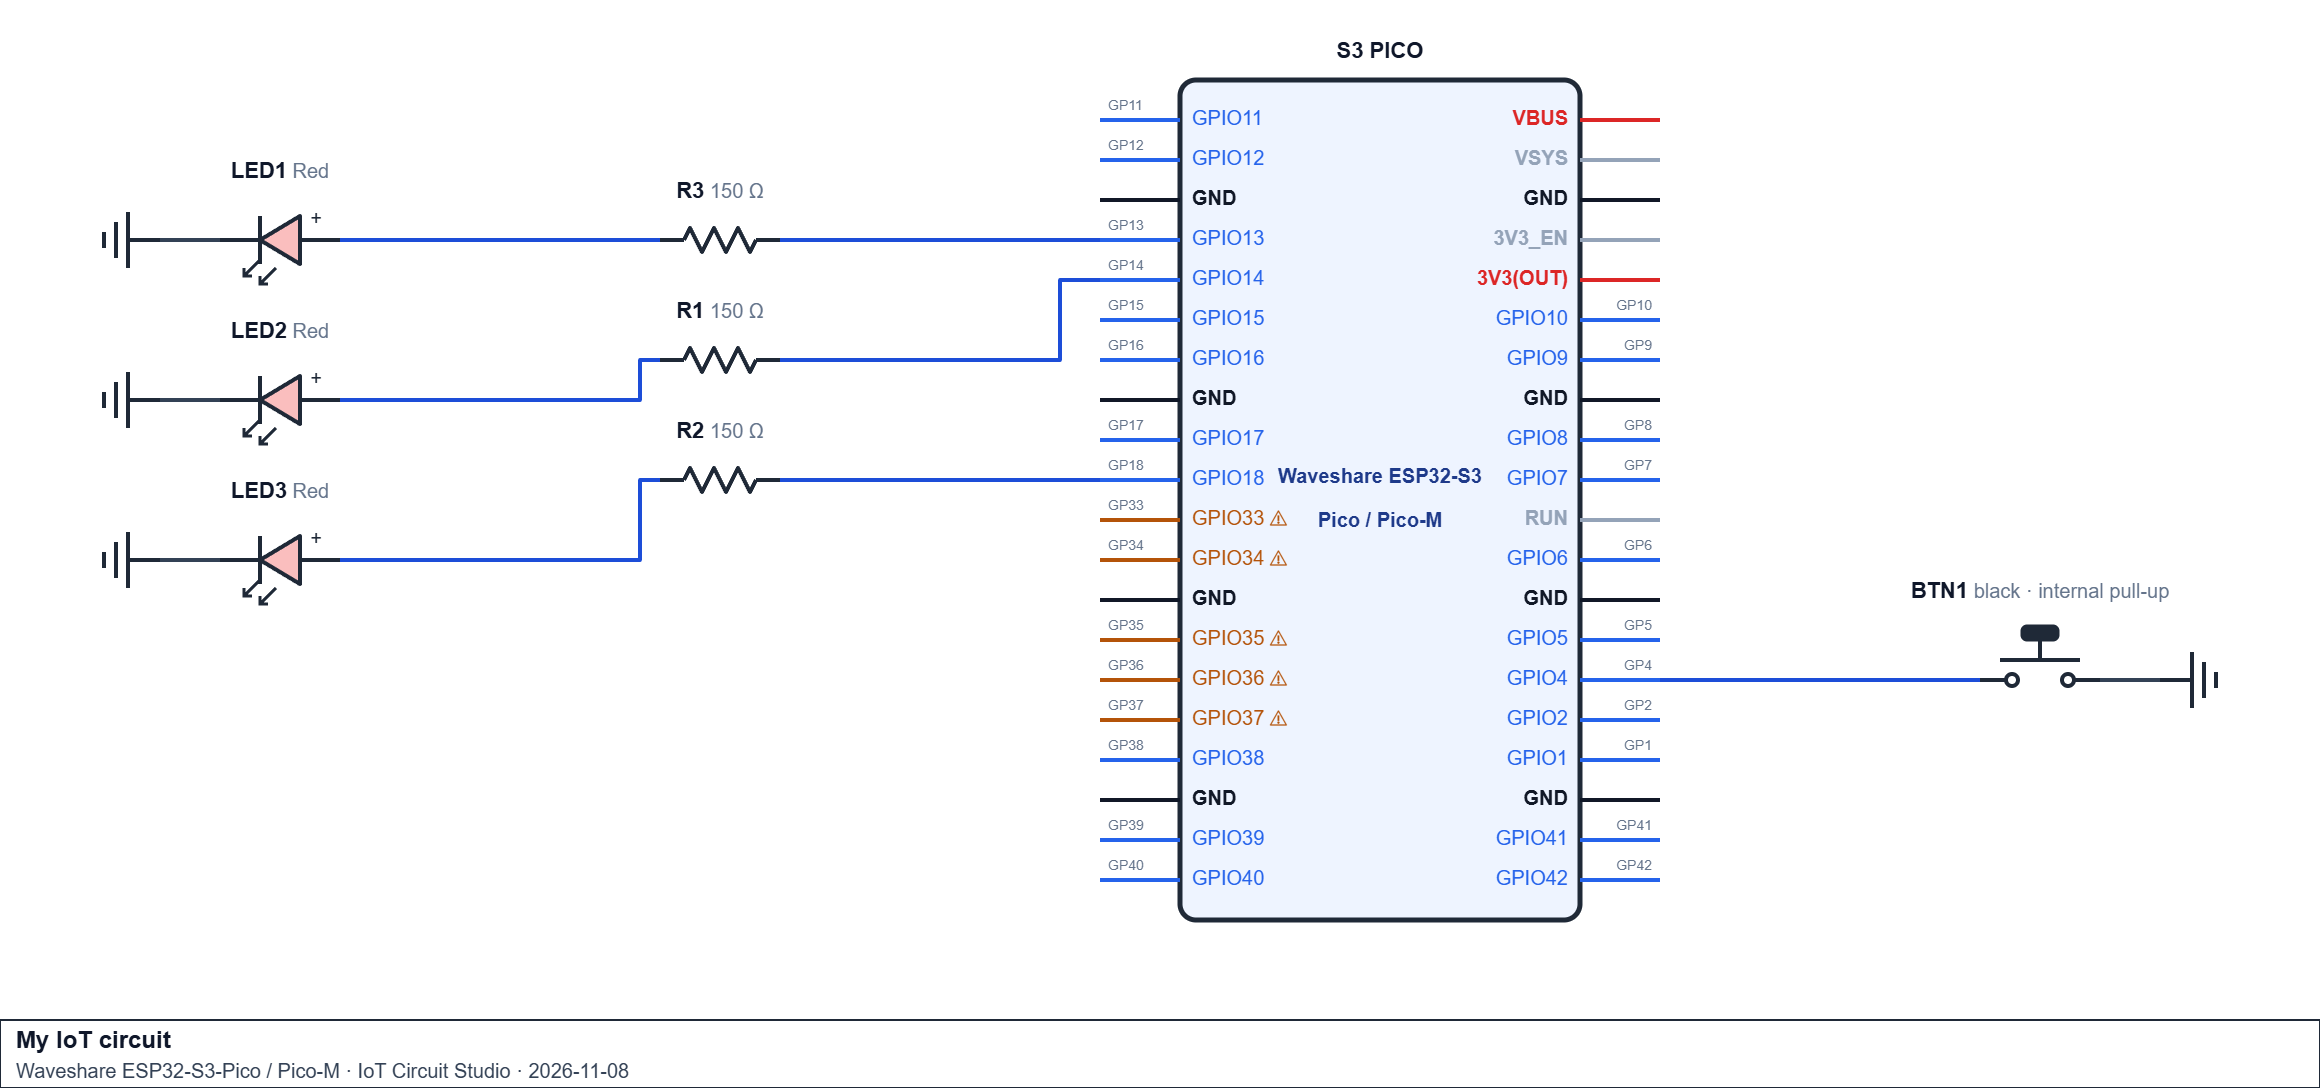 S3 PICO
LED1 Red
+
R3 150 Ω
LED2 Red
+
R1 150 Ω
LED3 Red
+
R2 150 Ω
GP11 GPIO11
GP12 GPIO12
GND
GP13 GPIO13
GP14 GPIO14
GP15 GPIO15
GP16 GPIO16
GND
GP17 GPIO17
GP18 GPIO18
GP33 GPIO33 ⚠
GP34 GPIO34 ⚠
GND
GP35 GPIO35 ⚠
GP36 GPIO36 ⚠
GP37 GPIO37 ⚠
GP38 GPIO38
GND
GP39 GPIO39
GP40 GPIO40
Waveshare ESP32-S3
Pico / Pico-M
VBUS
VSYS
GND
3V3_EN
3V3(OUT)
GPIO10 GP10
GPIO9 GP9
GND
GPIO8 GP8
GPIO7 GP7
RUN
GPIO6 GP6
GND
GPIO5 GP5
GPIO4 GP4
GPIO2 GP2
GPIO1 GP1
GND
GPIO41 GP41
GPIO42 GP42
BTN1 black · internal pull-up
My IoT circuit
Waveshare ESP32-S3-Pico / Pico-M · IoT Circuit Studio · 2026-11-08